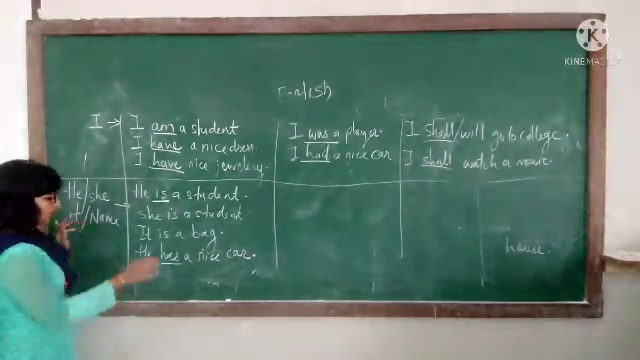 English
I → I am a student
I have a nice dress
I have nice jewellery
I was a player
I had a nice car
I shall/will go to college.
I shall watch a movie.
He/she
It/Name
He is a student.
she is a student
It is a bag.
He has a nice car.
house.
KINEMASTER